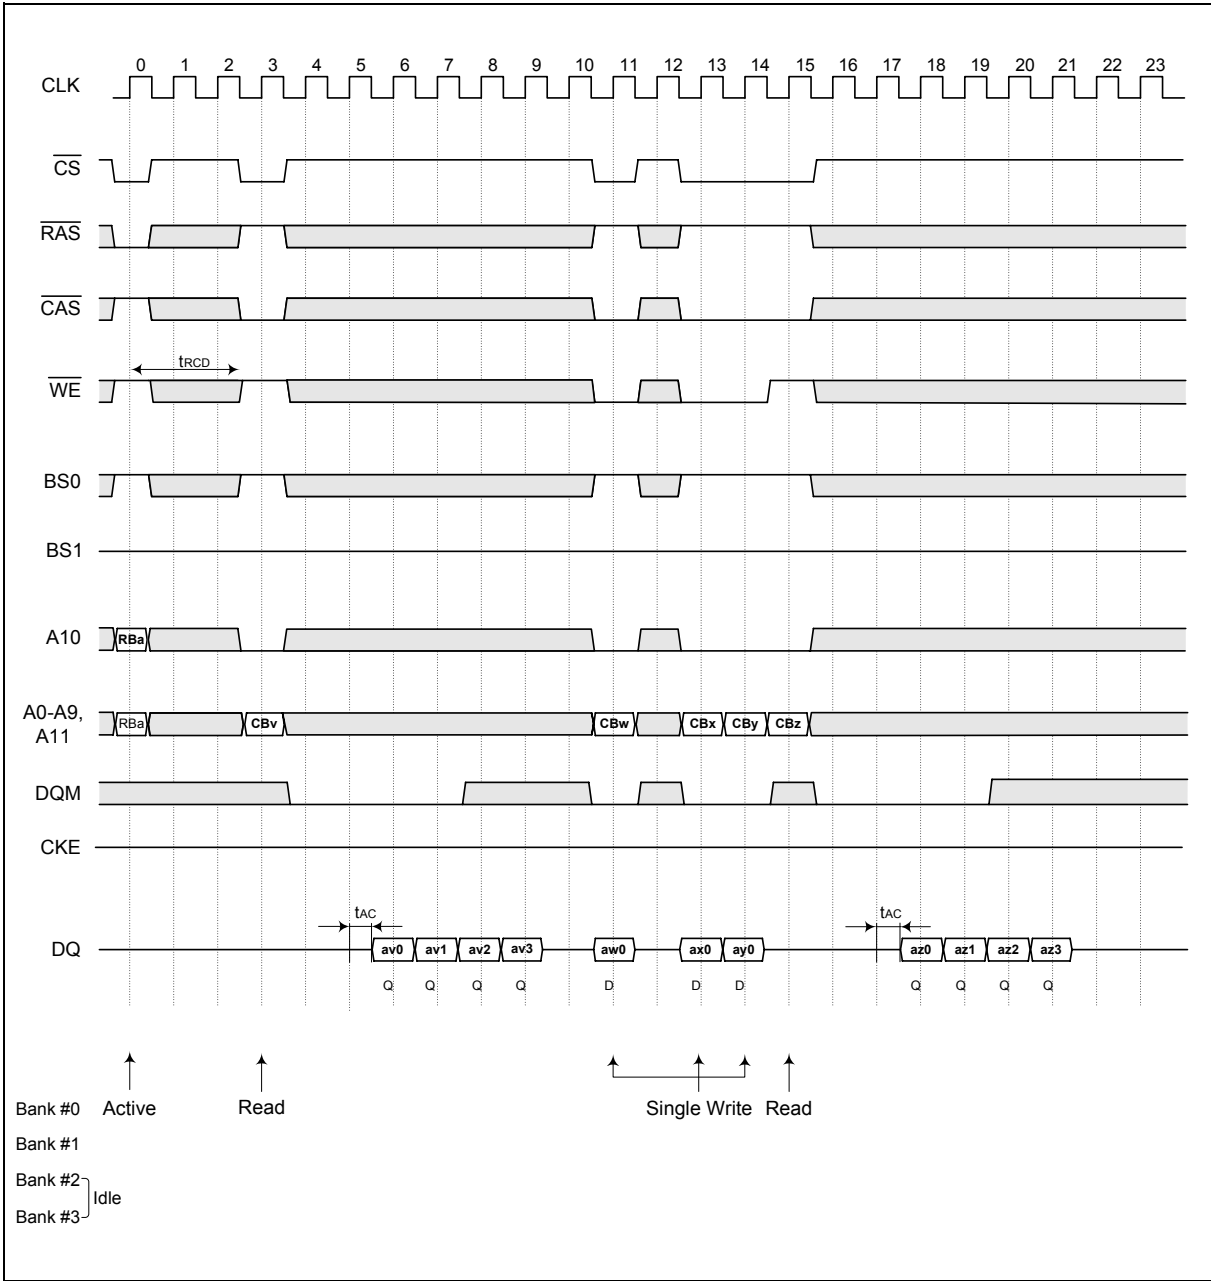 0 1 2 3 4 5 6 7 8 9 10 11 12 13 14 15 16 17 18 19 20 21 22 23
CLK
CS
RAS
CAS
tRCD
WE
BS0
BS1
A10 RBa
A0-A9, A11 RBa CBv CBw CBx CBy CBz
DQM
CKE
tAC tAC
DQ av0 av1 av2 av3 aw0 ax0 ay0 az0 az1 az2 az3
Q Q Q Q D D D Q Q Q Q
Bank #0 Active Read Single Write Read
Bank #1
Bank #2
Idle
Bank #3